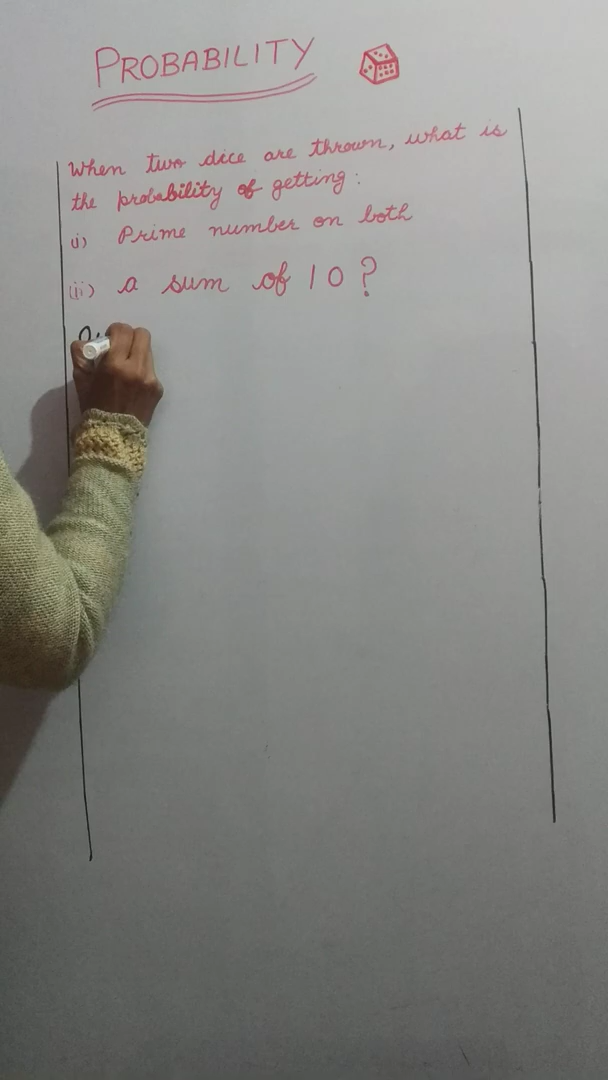 PROBABILITY
When two dice are thrown, what is
the probability of getting:
(i) Prime number on both
(ii) a sum of 10?